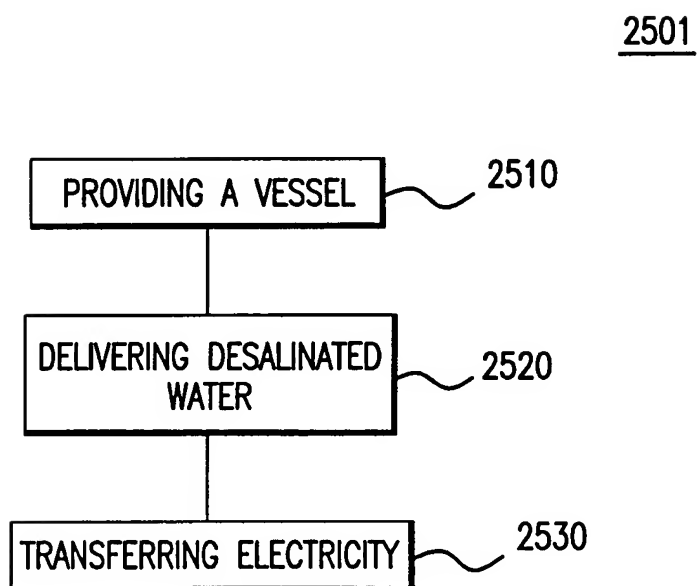 2501
PROVIDING A VESSEL
2510
DELIVERING DESALINATED
WATER
2520
TRANSFERRING ELECTRICITY
2530